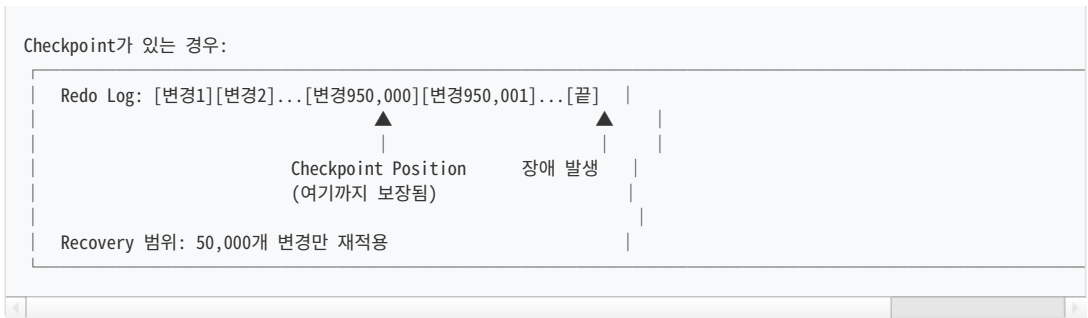 Checkpoint가 있는 경우:
Redo Log: [변경1][변경2]...[변경950,000][변경950,001]...[끝]
▲ ▲
Checkpoint Position 장애 발생
(여기까지 보장됨)
Recovery 범위: 50,000개 변경만 재적용